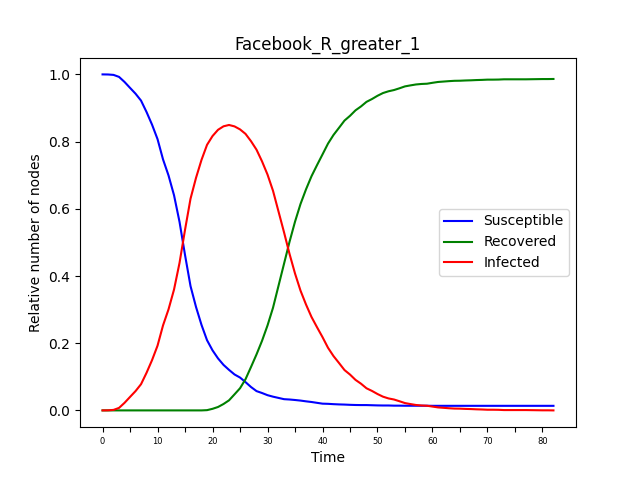 Facebook_R_greater_1
Relative number of nodes
1.0
0.8
0.6
0.4
0.2
0.0
Susceptible
Recovered
Infected
0 10 20 30 40 50 60 70 80
Time